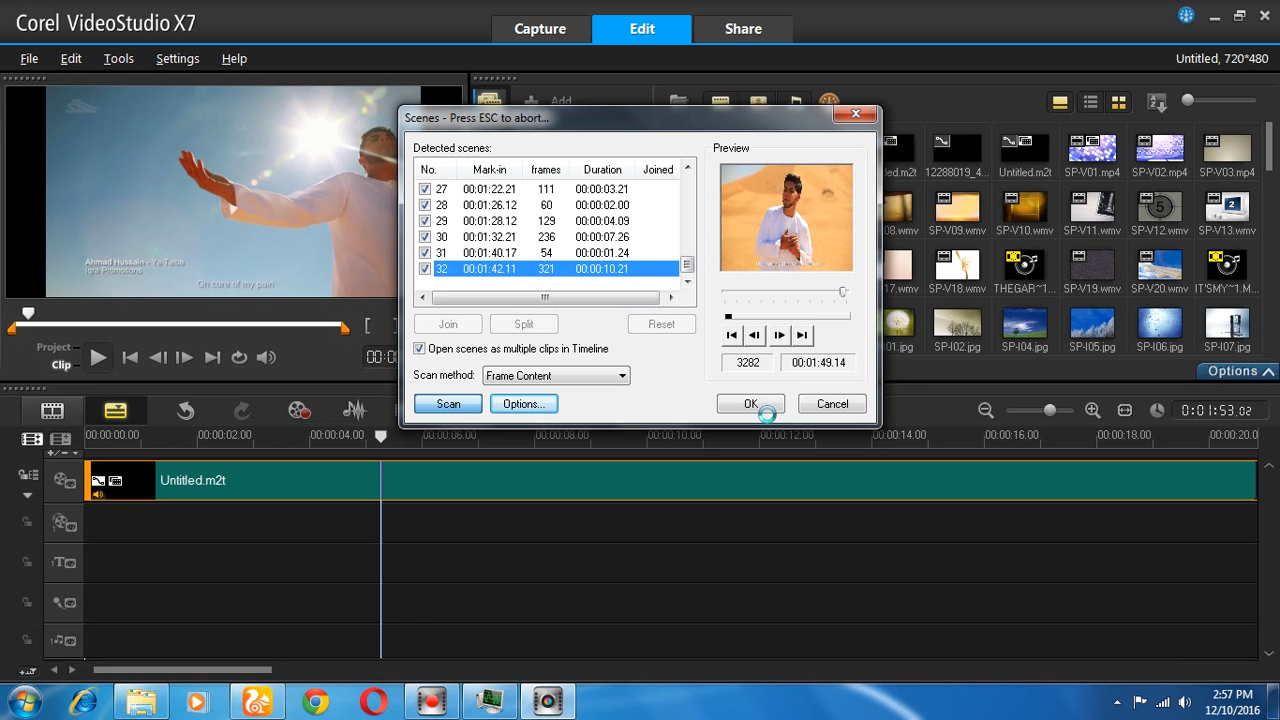 Corel VideoStudio X7
Capture
Edit
Share
File Edit Tools Settings Help
Untitled, 720*480
Add
Ahmad Hussain - Ya Taiba
Iqra Promotions
Oh cure of my pain
Project
Clip
Scenes - Press ESC to abort...
Detected scenes:
No. Mark-in frames Duration Joined
27 00:01:22.21 111 00:00:03.21
28 00:01:26.12 60 00:00:02.00
29 00:01:28.12 129 00:00:04.09
30 00:01:32.21 236 00:00:07.26
31 00:01:40.17 54 00:00:01.24
32 00:01:42.11 321 00:00:10.21
Join Split Reset
Open scenes as multiple clips in Timeline
Scan method: Frame Content
Scan Options...
Preview
3282 00:01:49.14
OK Cancel
12288019_4... Untitled.m2t SP-V01.mp4 SP-V02.mp4 SP-V03.mp4
SP-V09.wmv SP-V10.wmv SP-V11.wmv SP-V12.wmv SP-V13.wmv
THEGAR~1... SP-V19.wmv SP-V20.wmv IT'SMY(~1...
SP-I02.jpg SP-I04.jpg SP-I05.jpg SP-I06.jpg SP-I07.jpg
Options
0:01:53.02
00:00:00.00 00:00:02.00 00:00:04.00 00:00:06.00 00:00:08.00 00:00:10.00 00:00:12.00 00:00:14.00 00:00:16.00 00:00:18.00 00:00:20.0
Untitled.m2t
2:57 PM
12/10/2016